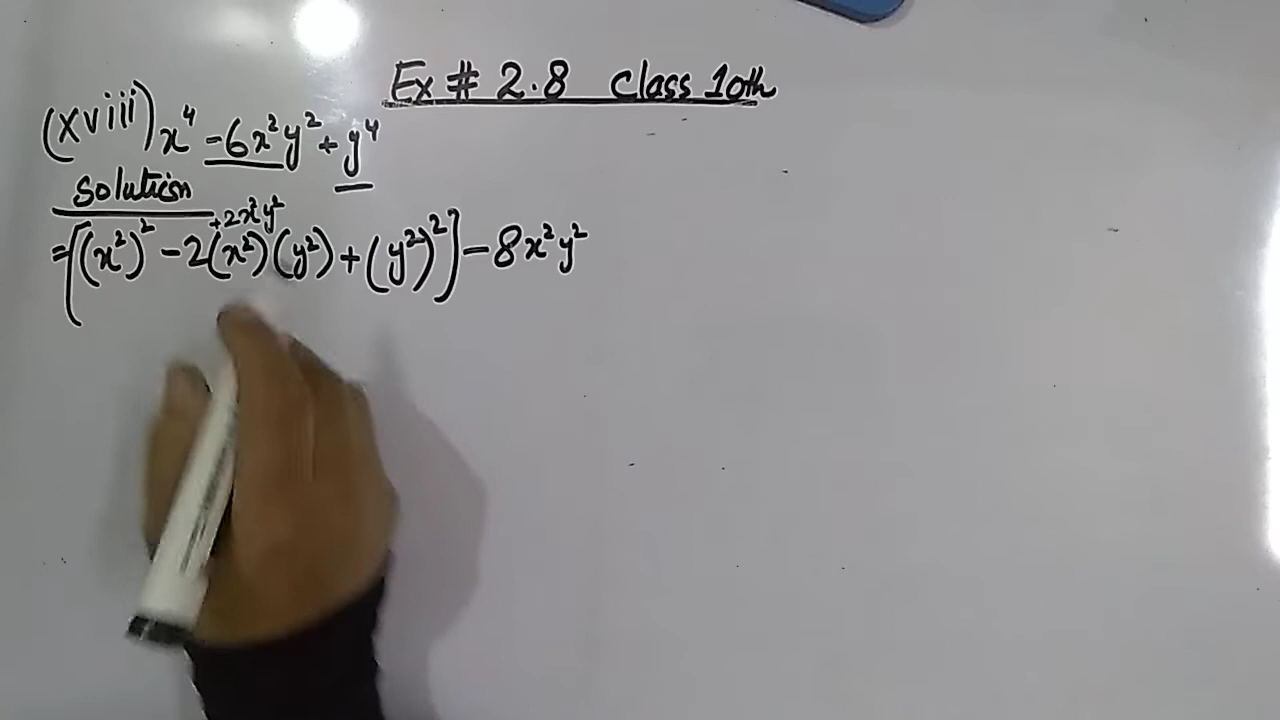 Ex # 2.8 Class 10th
(xviii) x⁴ -6x²y² + y⁴
Solution
+2x²y²
=[(x²)² - 2(x²)(y²) + (y²)²] - 8x²y²